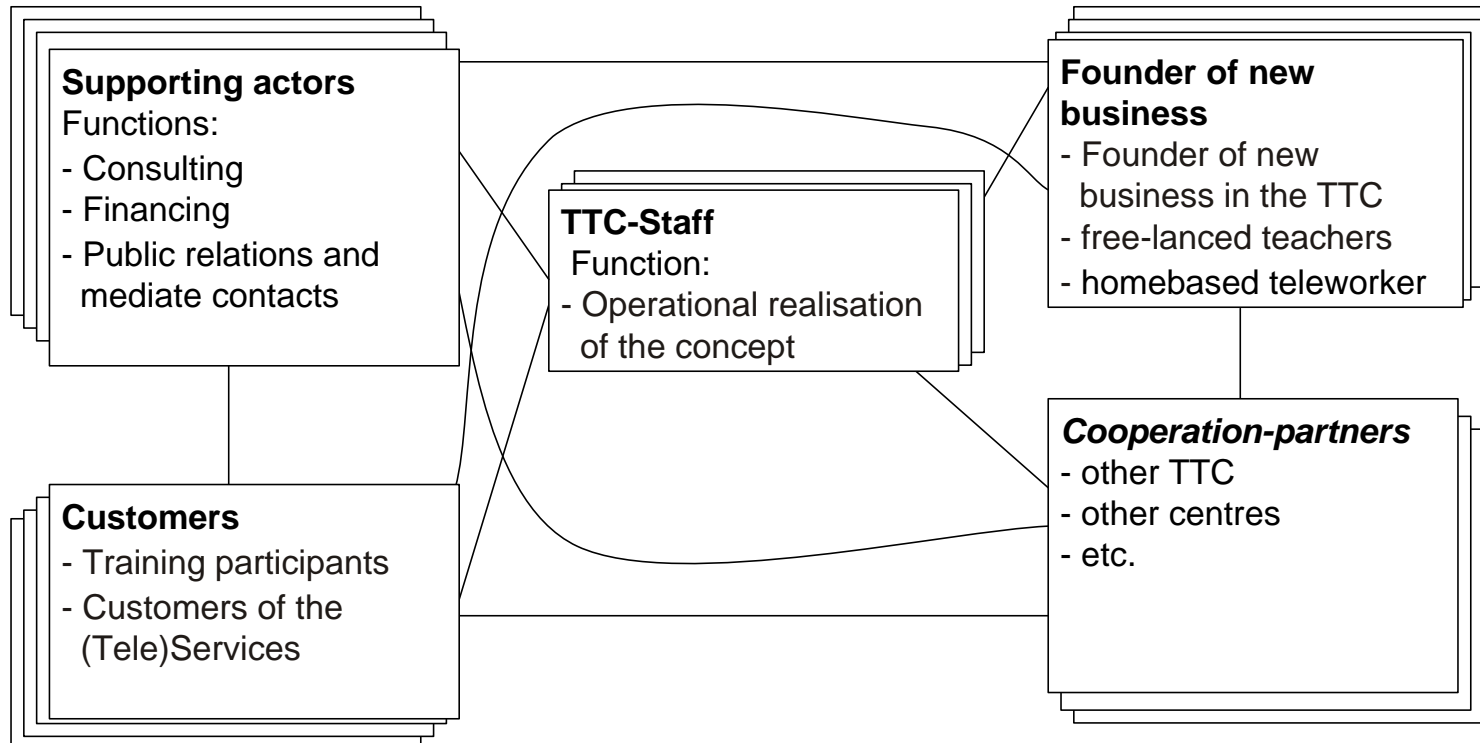 Supporting actors
Functions:
- Consulting
- Financing
- Public relations and
mediate contacts
TTC-Staff
Function:
- Operational realisation
of the concept
Founder of new
business
- Founder of new
business in the TTC
- free-lanced teachers
- homebased teleworker
Customers
- Training participants
- Customers of the
(Tele)Services
Cooperation-partners
- other TTC
- other centres
- etc.